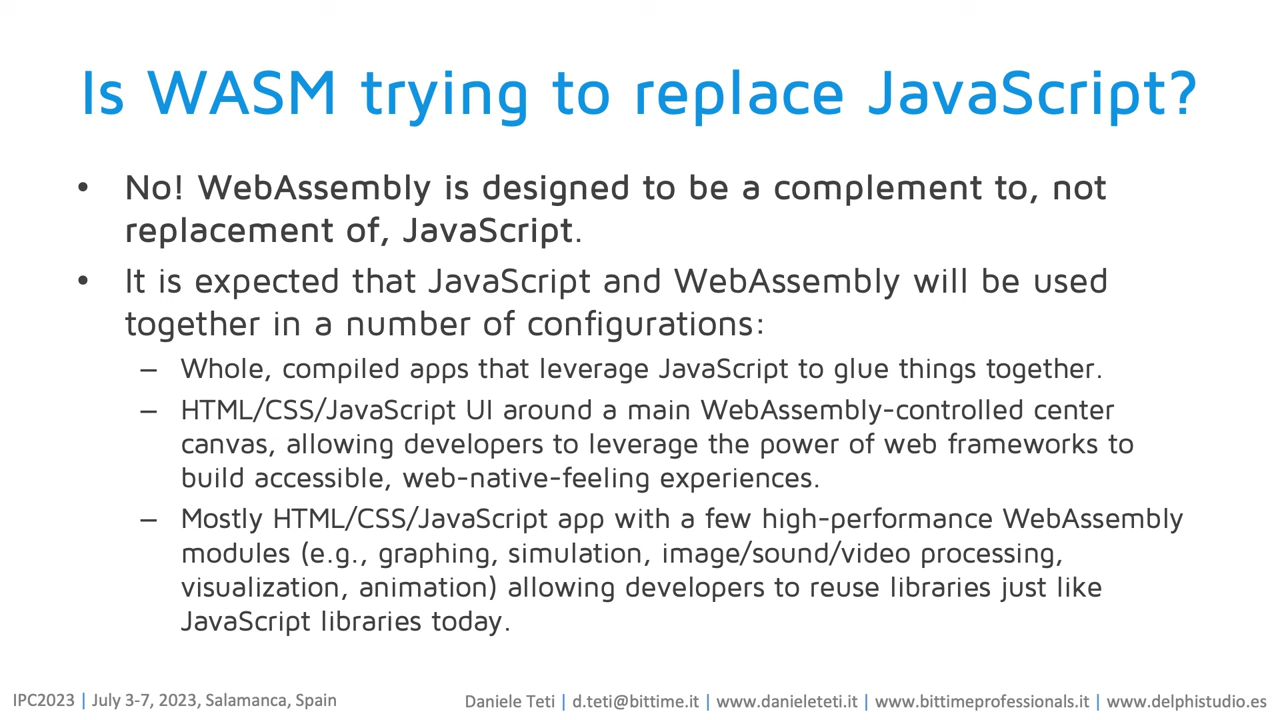 Is WASM trying to replace JavaScript?
• No! WebAssembly is designed to be a complement to, not
replacement of, JavaScript.
• It is expected that JavaScript and WebAssembly will be used
together in a number of configurations:
– Whole, compiled apps that leverage JavaScript to glue things together.
– HTML/CSS/JavaScript UI around a main WebAssembly-controlled center
canvas, allowing developers to leverage the power of web frameworks to
build accessible, web-native-feeling experiences.
– Mostly HTML/CSS/JavaScript app with a few high-performance WebAssembly
modules (e.g., graphing, simulation, image/sound/video processing,
visualization, animation) allowing developers to reuse libraries just like
JavaScript libraries today.
IPC2023 | July 3-7, 2023, Salamanca, Spain
Daniele Teti | d.teti@bittime.it | www.danieleteti.it | www.bittimeprofessionals.it | www.delphistudio.es